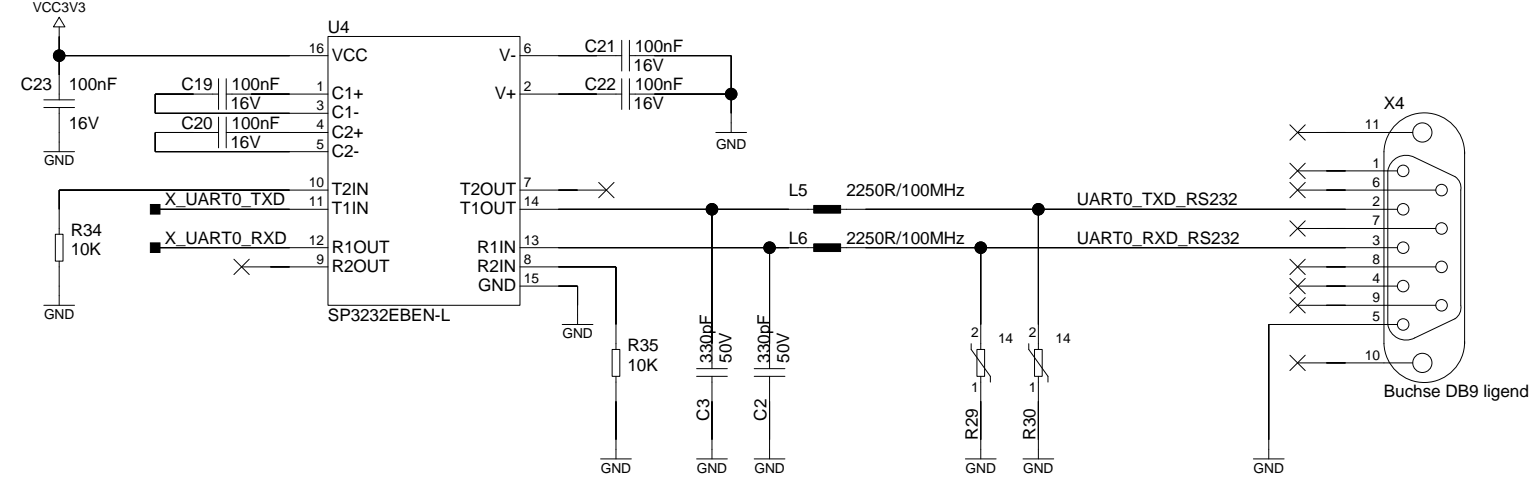 VCC3V3
U4
C23 100nF
16V
GND
C19 100nF
16V
C20 100nF
16V
16 VCC
1 C1+
3 C1-
4 C2+
5 C2-
10 T2IN
11 T1IN
12 R1OUT
9 R2OUT
V- 6
V+ 2
T2OUT 7
T1OUT 14
R1IN 13
R2IN 8
GND 15
SP3232EBEN-L
X_UART0_TXD
X_UART0_RXD
R34
10K
GND
C21 100nF
16V
C22 100nF
16V
GND
GND
R35
10K
GND
L5 2250R/100MHz
L6 2250R/100MHz
UART0_TXD_RS232
UART0_RXD_RS232
330pF
50V
C3
GND
330pF
50V
C2
GND
2 14
1
R29
GND
2 14
1
R30
GND
X4
11
1
6
2
7
3
8
4
9
5
10
Buchse DB9 ligend
GND